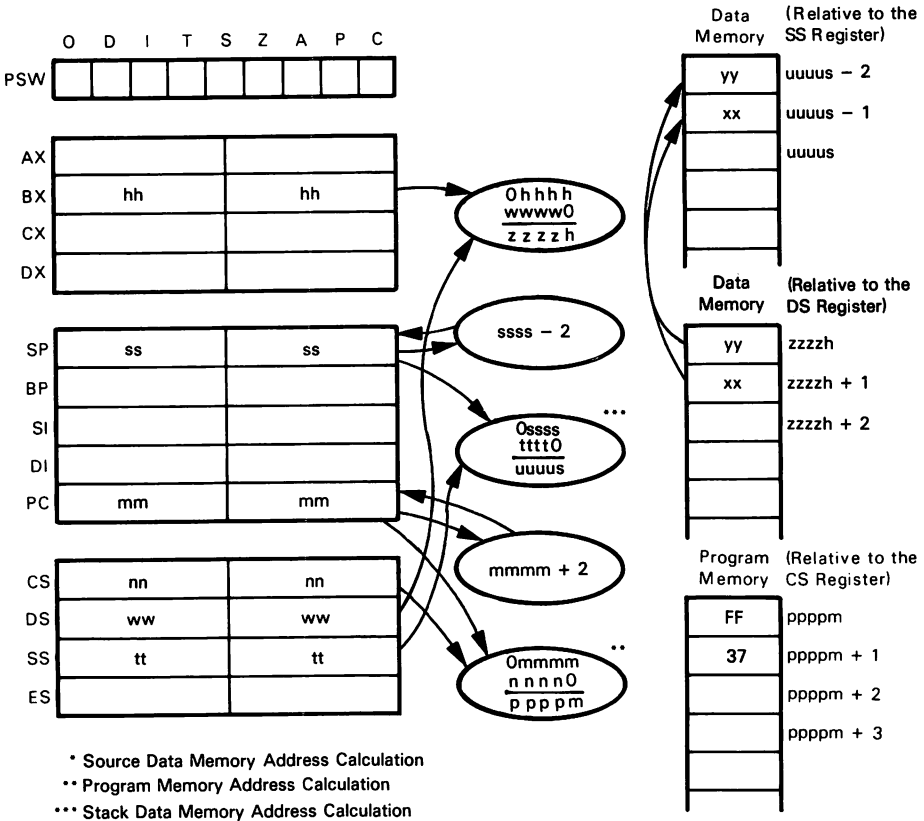 O D I T S Z A P C
PSW
AX
BX hh hh
CX
DX
0hhhh
wwww0
zzzzh
SP ss ss
BP
SI
DI
PC mm mm
ssss – 2
•••
0ssss
tttt0
uuuus
mmmm + 2
CS nn nn
DS ww ww
SS tt tt
ES
••
0mmmm
nnnn0
ppppm
Data
Memory
(Relative to the
SS Register)
yy uuuus – 2
xx uuuus – 1
uuuus
Data
Memory
(Relative to the
DS Register)
yy zzzzh
xx zzzzh + 1
zzzzh + 2
Program
Memory
(Relative to the
CS Register)
FF ppppm
37 ppppm + 1
ppppm + 2
ppppm + 3
• Source Data Memory Address Calculation
•• Program Memory Address Calculation
••• Stack Data Memory Address Calculation